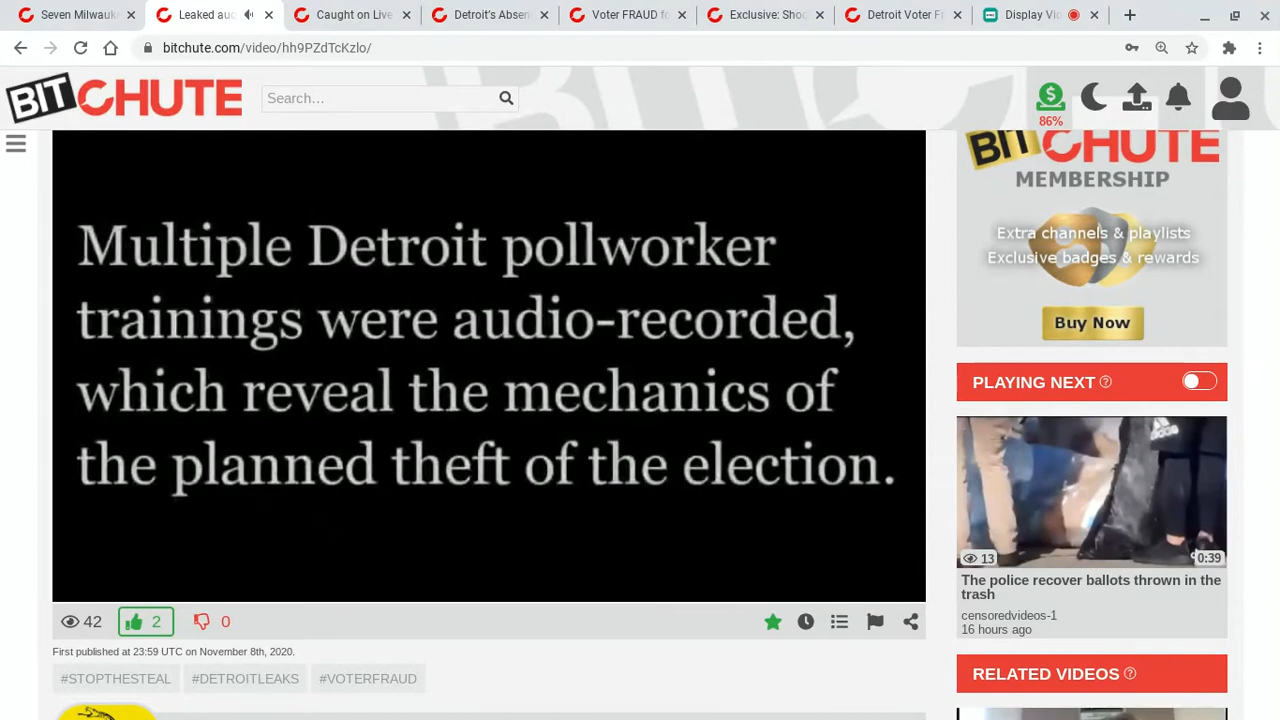 Seven Milwauk
Leaked au
Caught on Live
Detroit's Absen
Voter FRAUD fo
Exclusive: Shoc
Detroit Voter Fr
Display Vi
bitchute.com/video/hh9PZdTcKzlo/
BITCHUTE
Search...
86%
Multiple Detroit pollworker
trainings were audio-recorded,
which reveal the mechanics of
the planned theft of the election.
BITCHUTE
MEMBERSHIP
Extra channels & playlists
Exclusive badges & rewards
Buy Now
PLAYING NEXT
adidas
13
0:39
The police recover ballots thrown in the
trash
censoredvideos-1
16 hours ago
42
2
0
First published at 23:59 UTC on November 8th, 2020.
#STOPTHESTEAL
#DETROITLEAKS
#VOTERFRAUD
RELATED VIDEOS